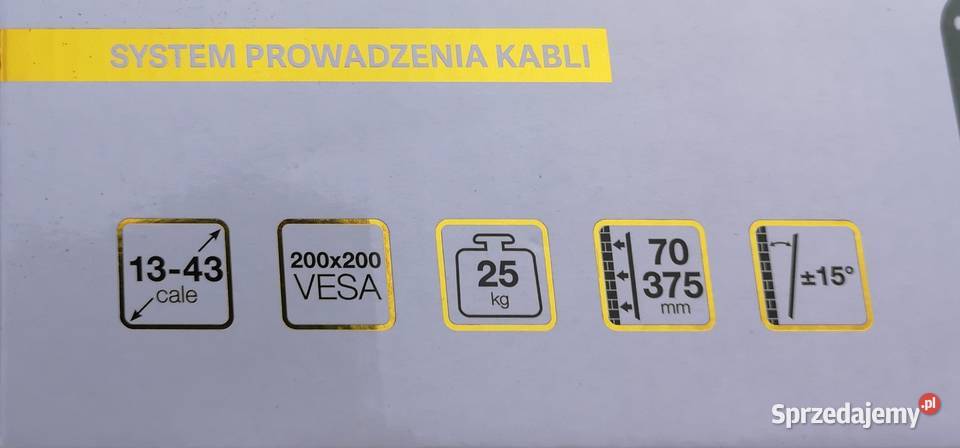 SYSTEM PROWADZENIA KABLI
13-43
cale
200x200
VESA
25
kg
70
375
mm
±15°
Sprzedajemy.pl